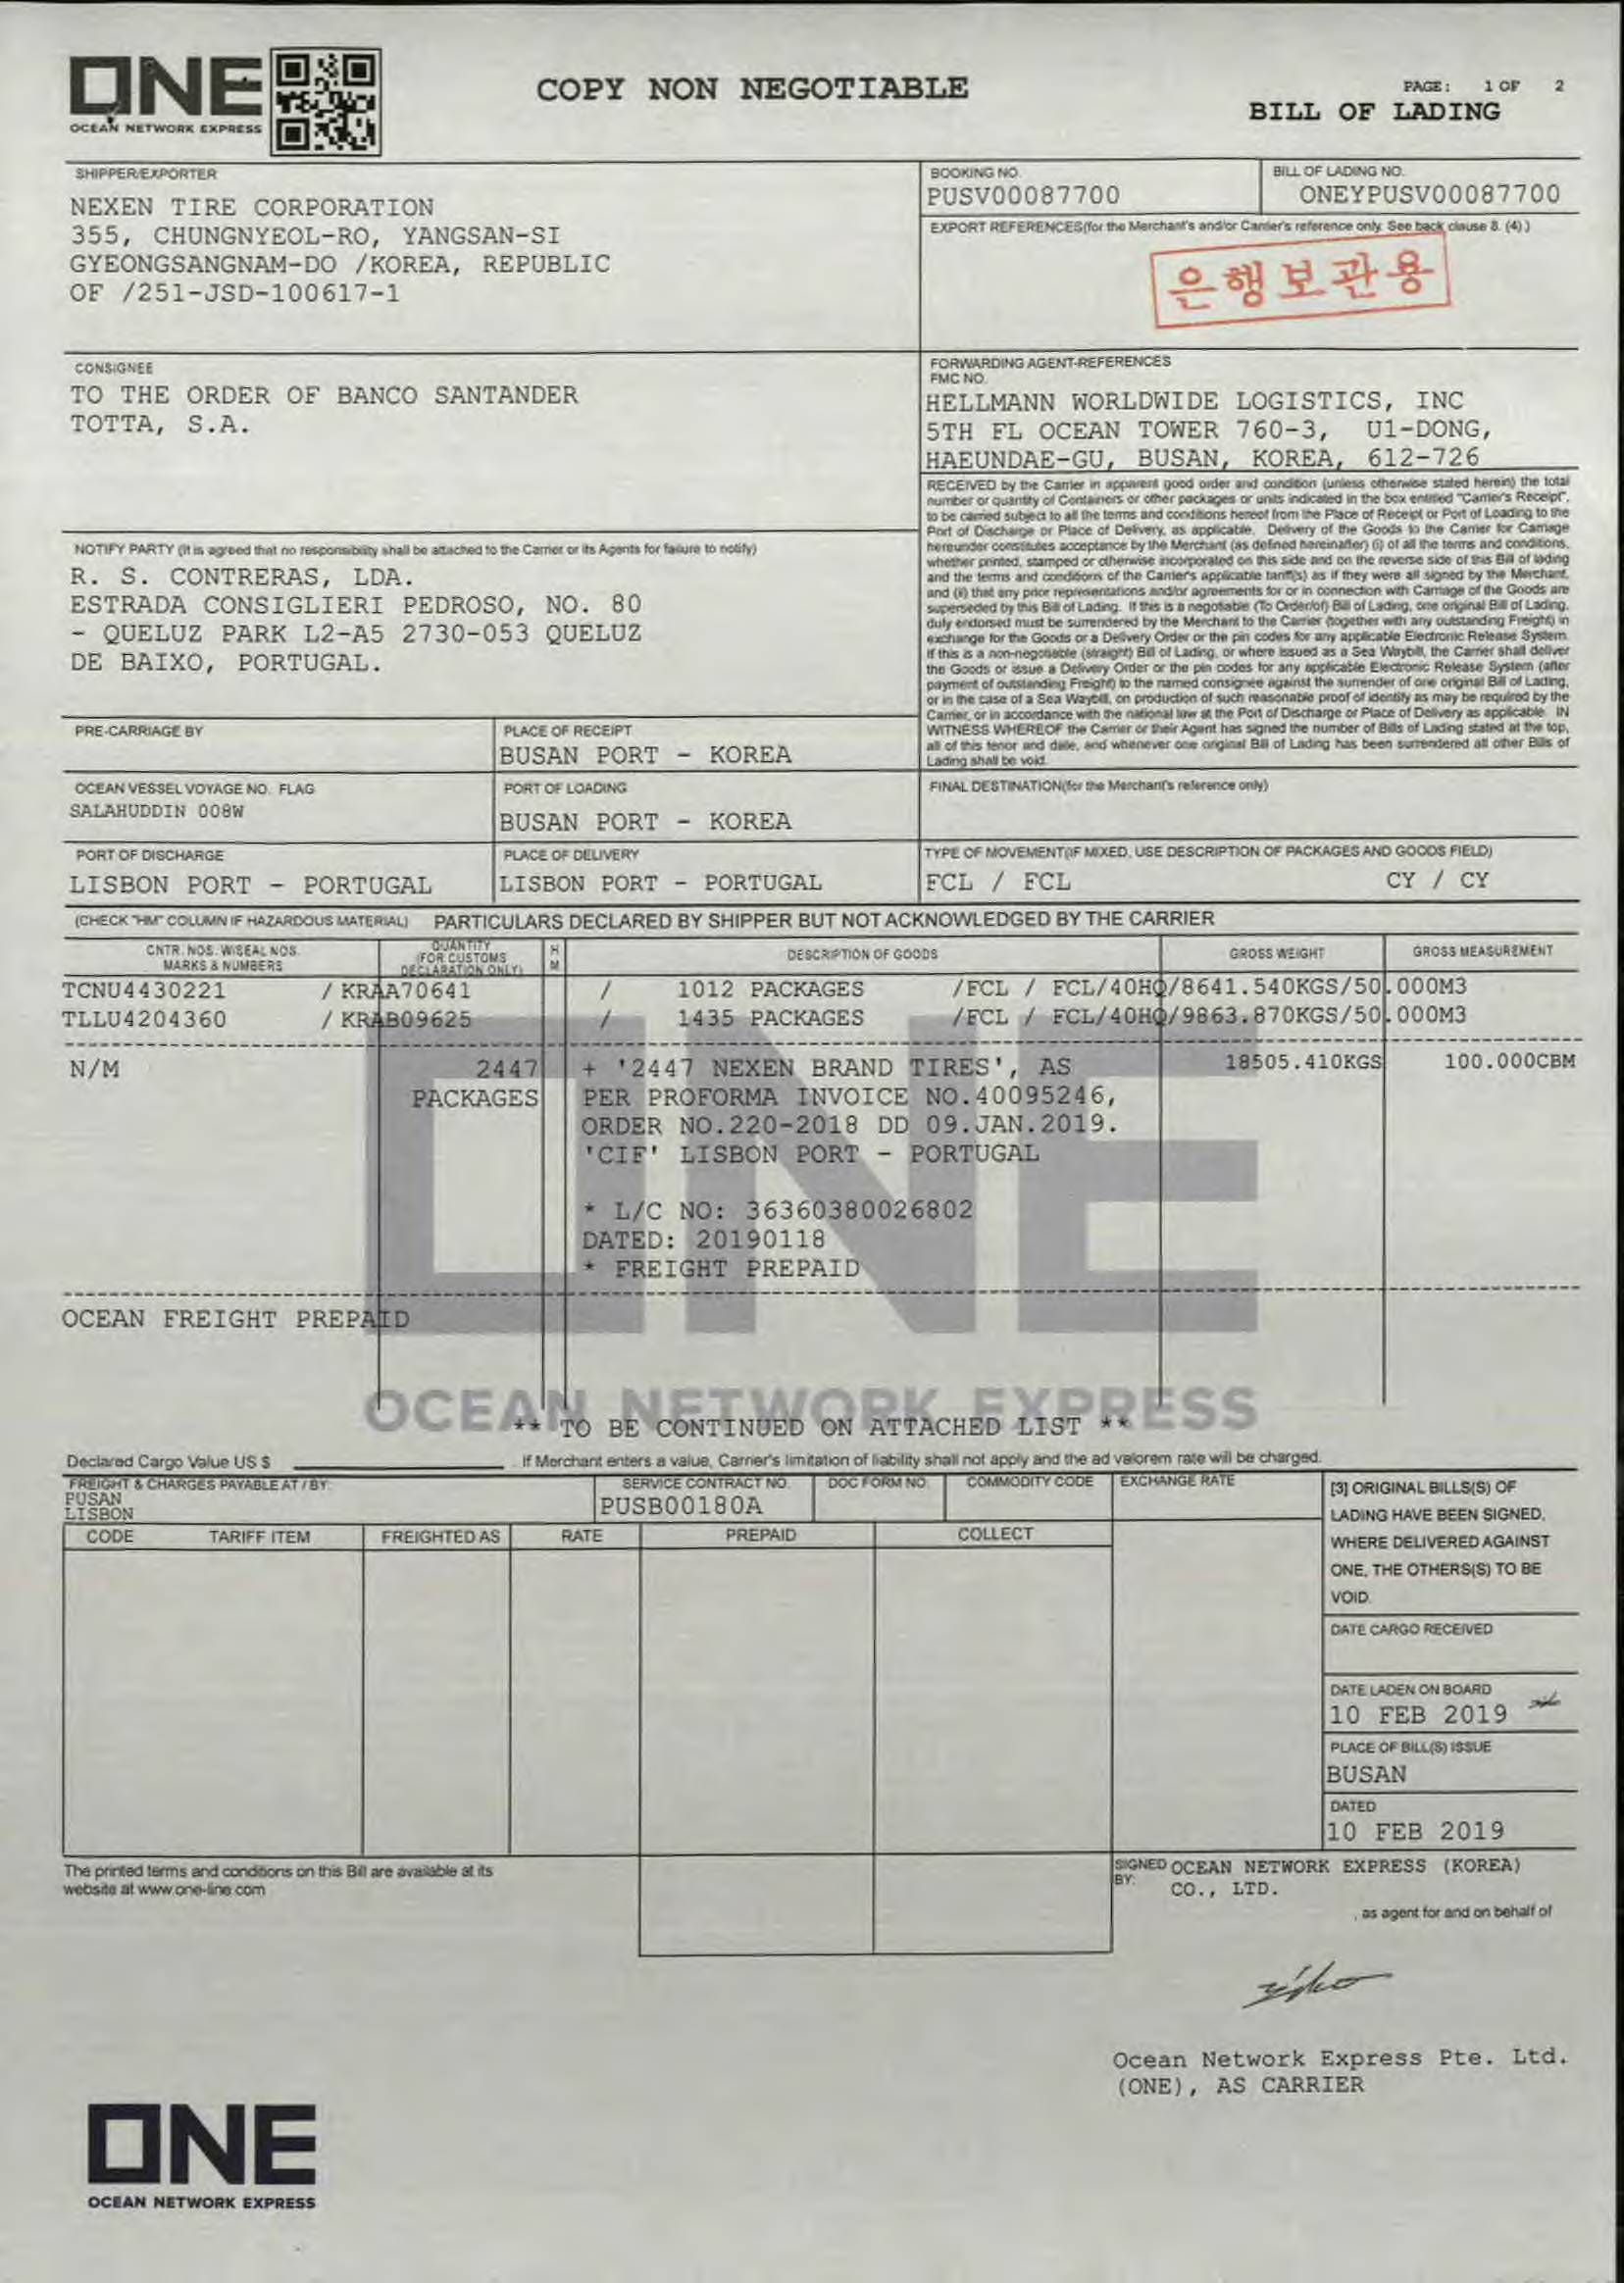 ONE
OCEAN NETWORK EXPRESS
COPY NON NEGOTIABLE
PAGE: 1 OF 2
BILL OF LADING
SHIPPER/EXPORTER
NEXEN TIRE CORPORATION
355, CHUNGNYEOL-RO, YANGSAN-SI
GYEONGSANGNAM-DO /KOREA, REPUBLIC
OF /251-JSD-100617-1
BOOKING NO.
PUSV00087700
BILL OF LADING NO.
ONEYPUSV00087700
EXPORT REFERENCES(for the Merchant's and/or Carrier's reference only. See back clause 8. (4).)
은행보관용
CONSIGNEE
TO THE ORDER OF BANCO SANTANDER
TOTTA, S.A.
FORWARDING AGENT-REFERENCES
FMC NO.
HELLMANN WORLDWIDE LOGISTICS, INC
5TH FL OCEAN TOWER 760-3, U1-DONG,
HAEUNDAE-GU, BUSAN, KOREA, 612-726
RECEIVED by the Carrier in apparent good order and condition (unless otherwise stated herein) the total
number or quantity of Containers or other packages or units indicated in the box entitled "Carrier's Receipt",
to be carried subject to all the terms and conditions hereof from the Place of Receipt or Port of Loading to the
Port of Discharge or Place of Delivery, as applicable. Delivery of the Goods to the Carrier for Carriage
hereunder constitutes acceptance by the Merchant (as defined hereinafter) (i) of all the terms and conditions,
whether printed, stamped or otherwise incorporated on this side and on the reverse side of this Bill of lading
and the terms and conditions of the Carrier's applicable tariff(s) as if they were all signed by the Merchant,
and (ii) that any prior representations and/or agreements for or in connection with Carriage of the Goods are
superseded by this Bill of Lading. If this is a negotiable (To Order/of) Bill of Lading, one original Bill of Lading,
duly endorsed must be surrendered by the Merchant to the Carrier (together with any outstanding Freight) in
exchange for the Goods or a Delivery Order or the pin codes for any applicable Electronic Release System.
If this is a non-negotiable (straight) Bill of Lading, or where issued as a Sea Waybill, the Carrier shall deliver
the Goods or issue a Delivery Order or the pin codes for any applicable Electronic Release System (after
payment of outstanding Freight) to the named consignee against the surrender of one original Bill of Lading,
or in the case of a Sea Waybill, on production of such reasonable proof of identity as may be required by the
Carrier, or in accordance with the national law at the Port of Discharge or Place of Delivery as applicable. IN
WITNESS WHEREOF the Carrier or their Agent has signed the number of Bills of Lading stated at the top,
all of this tenor and date, and whenever one original Bill of Lading has been surrendered all other Bills of
Lading shall be void.
NOTIFY PARTY (It is agreed that no responsibility shall be attached to the Carrier or its Agents for failure to notify)
R. S. CONTRERAS, LDA.
ESTRADA CONSIGLIERI PEDROSO, NO. 80
- QUELUZ PARK L2-A5 2730-053 QUELUZ
DE BAIXO, PORTUGAL.
PRE-CARRIAGE BY
PLACE OF RECEIPT
BUSAN PORT - KOREA
OCEAN VESSEL VOYAGE NO. FLAG
SALAHUDDIN 008W
PORT OF LOADING
BUSAN PORT - KOREA
FINAL DESTINATION(for the Merchant's reference only)
PORT OF DISCHARGE
LISBON PORT - PORTUGAL
PLACE OF DELIVERY
LISBON PORT - PORTUGAL
TYPE OF MOVEMENT(IF MIXED, USE DESCRIPTION OF PACKAGES AND GOODS FIELD)
FCL / FCL CY / CY
(CHECK "HM" COLUMN IF HAZARDOUS MATERIAL) PARTICULARS DECLARED BY SHIPPER BUT NOT ACKNOWLEDGED BY THE CARRIER
CNTR. NOS. W/SEAL NOS.
MARKS & NUMBERS
QUANTITY
(FOR CUSTOMS
DECLARATION ONLY)
H
M
DESCRIPTION OF GOODS
GROSS WEIGHT
GROSS MEASUREMENT
TCNU4430221 / KRAA70641 / 1012 PACKAGES /FCL / FCL/40HQ/8641.540KGS/50.000M3
TLLU4204360 / KRAB09625 / 1435 PACKAGES /FCL / FCL/40HQ/9863.870KGS/50.000M3
N/M 2447 + '2447 NEXEN BRAND TIRES', AS 18505.410KGS 100.000CBM
PACKAGES PER PROFORMA INVOICE NO.40095246,
ORDER NO.220-2018 DD 09.JAN.2019.
'CIF' LISBON PORT - PORTUGAL
* L/C NO: 36360380026802
DATED: 20190118
* FREIGHT PREPAID
OCEAN FREIGHT PREPAID
ONE
OCEAN NETWORK EXPRESS
** TO BE CONTINUED ON ATTACHED LIST **
Declared Cargo Value US $ . If Merchant enters a value, Carrier's limitation of liability shall not apply and the ad valorem rate will be charged.
FREIGHT & CHARGES PAYABLE AT / BY:
PUSAN
LISBON
SERVICE CONTRACT NO.
PUSB00180A
DOC FORM NO.
COMMODITY CODE
EXCHANGE RATE
CODE TARIFF ITEM FREIGHTED AS RATE PREPAID COLLECT
[3] ORIGINAL BILLS(S) OF
LADING HAVE BEEN SIGNED,
WHERE DELIVERED AGAINST
ONE, THE OTHERS(S) TO BE
VOID.
DATE CARGO RECEIVED
DATE LADEN ON BOARD
10 FEB 2019
PLACE OF BILL(S) ISSUE
BUSAN
DATED
10 FEB 2019
The printed terms and conditions on this Bill are available at its
website at www.one-line.com
SIGNED BY: OCEAN NETWORK EXPRESS (KOREA)
CO., LTD.
, as agent for and on behalf of
Ocean Network Express Pte. Ltd.
(ONE), AS CARRIER
ONE
OCEAN NETWORK EXPRESS